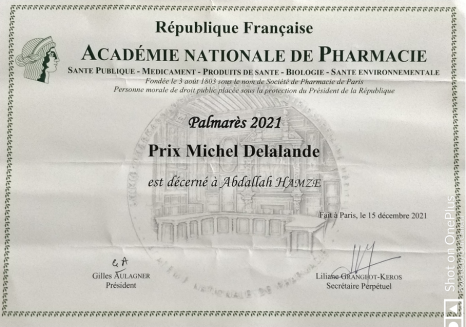 République Française
ACADÉMIE NATIONALE DE PHARMACIE
SANTE PUBLIQUE - MEDICAMENT - PRODUITS DE SANTE - BIOLOGIE - SANTE ENVIRONNEMENTALE
Fondée le 3 août 1803 sous le nom de Société de Pharmacie de Paris
Personne morale de droit public placée sous la protection du Président de la République
Palmarès 2021
Prix Michel Delalande
est décerné à Abdallah HAMZE
Fait à Paris, le 15 décembre 2021
Gilles AULAGNER
Président
Liliane GRANGEOT-KEROS
Secrétaire Perpétuel
Shot on OnePlus